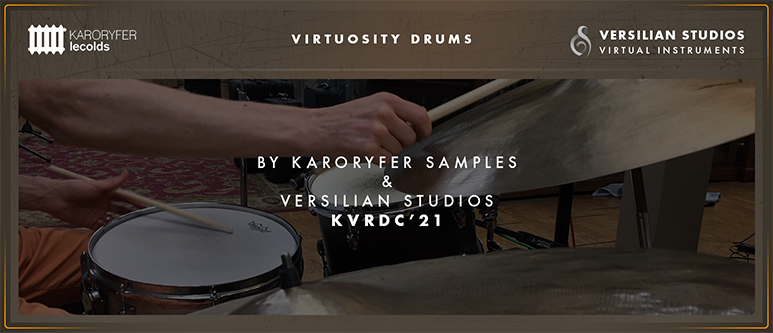 KARORYFER
lecolds
VIRTUOSITY DRUMS
VERSILIAN STUDIOS
VIRTUAL INSTRUMENTS
BY KARORYFER SAMPLES
&
VERSILIAN STUDIOS
KVRDC'21